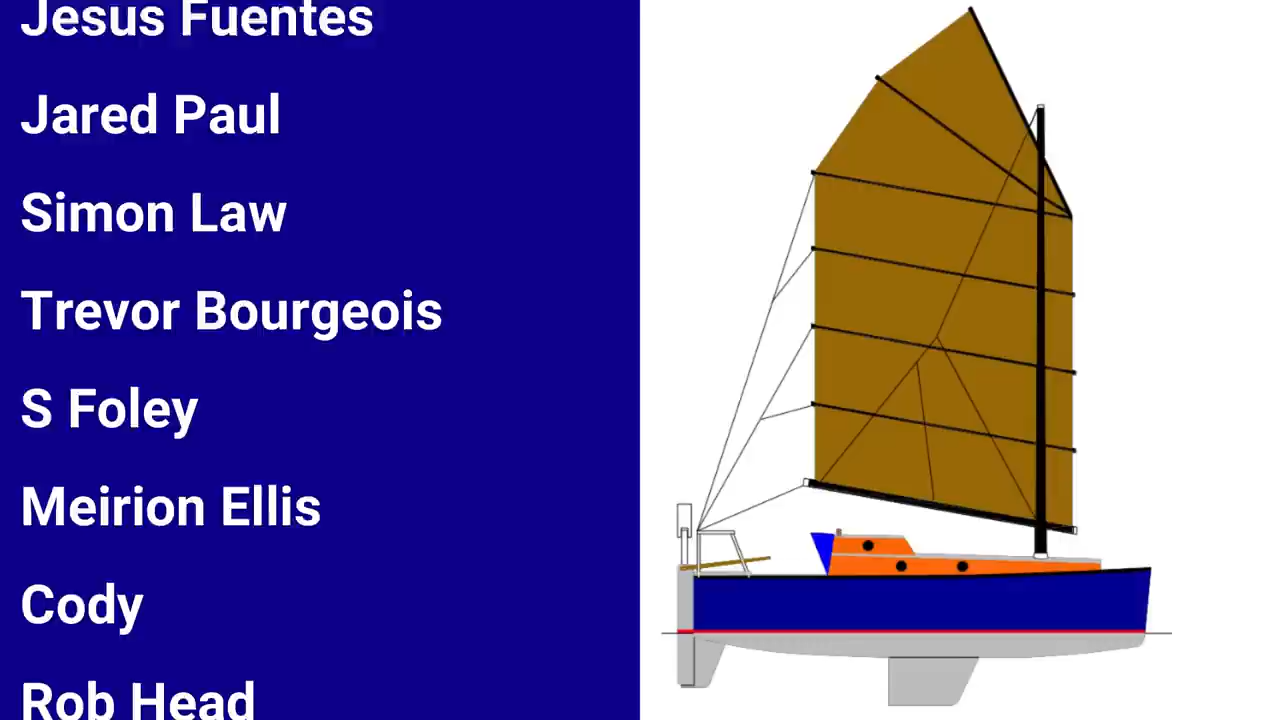 Jesus Fuentes
Jared Paul
Simon Law
Trevor Bourgeois
S Foley
Meirion Ellis
Cody
Rob Head